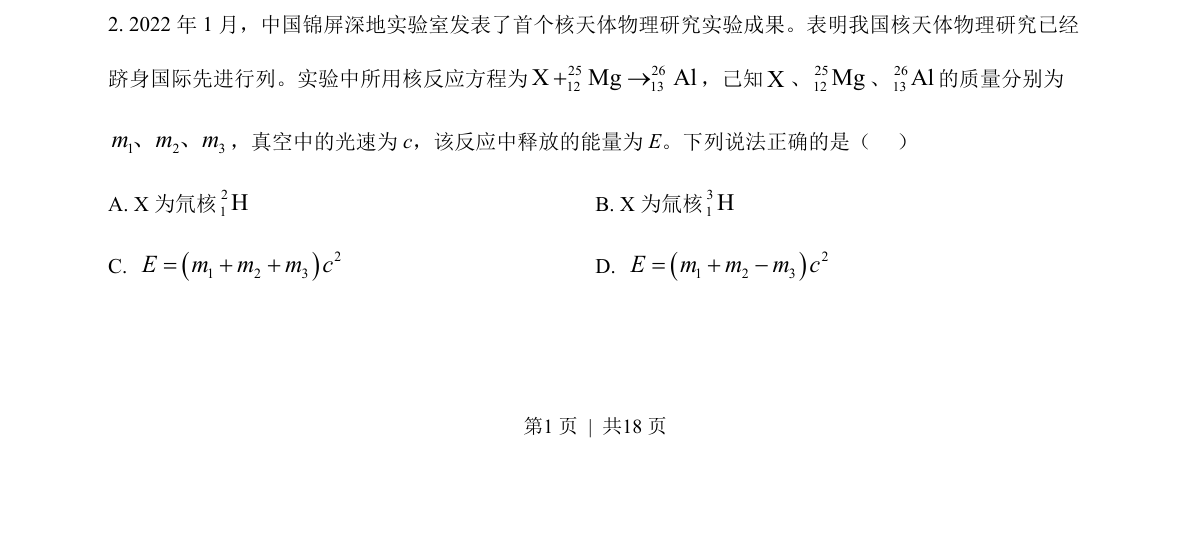 2. 2022 年 1 月，中国锦屏深地实验室发表了首个核天体物理研究实验成果。表明我国核天体物理研究已经
跻身国际先进行列。实验中所用核反应方程为 X + ²⁵₁₂Mg → ²⁶₁₃Al，己知 X 、²⁵₁₂Mg 、²⁶₁₃Al 的质量分别为
m₁、m₂、m₃，真空中的光速为 c，该反应中释放的能量为 E。下列说法正确的是（ ）
A. X 为氘核 ²₁H B. X 为氚核 ³₁H
C. E = (m₁ + m₂ + m₃)c² D. E = (m₁ + m₂ − m₃)c²
第1 页 | 共18 页